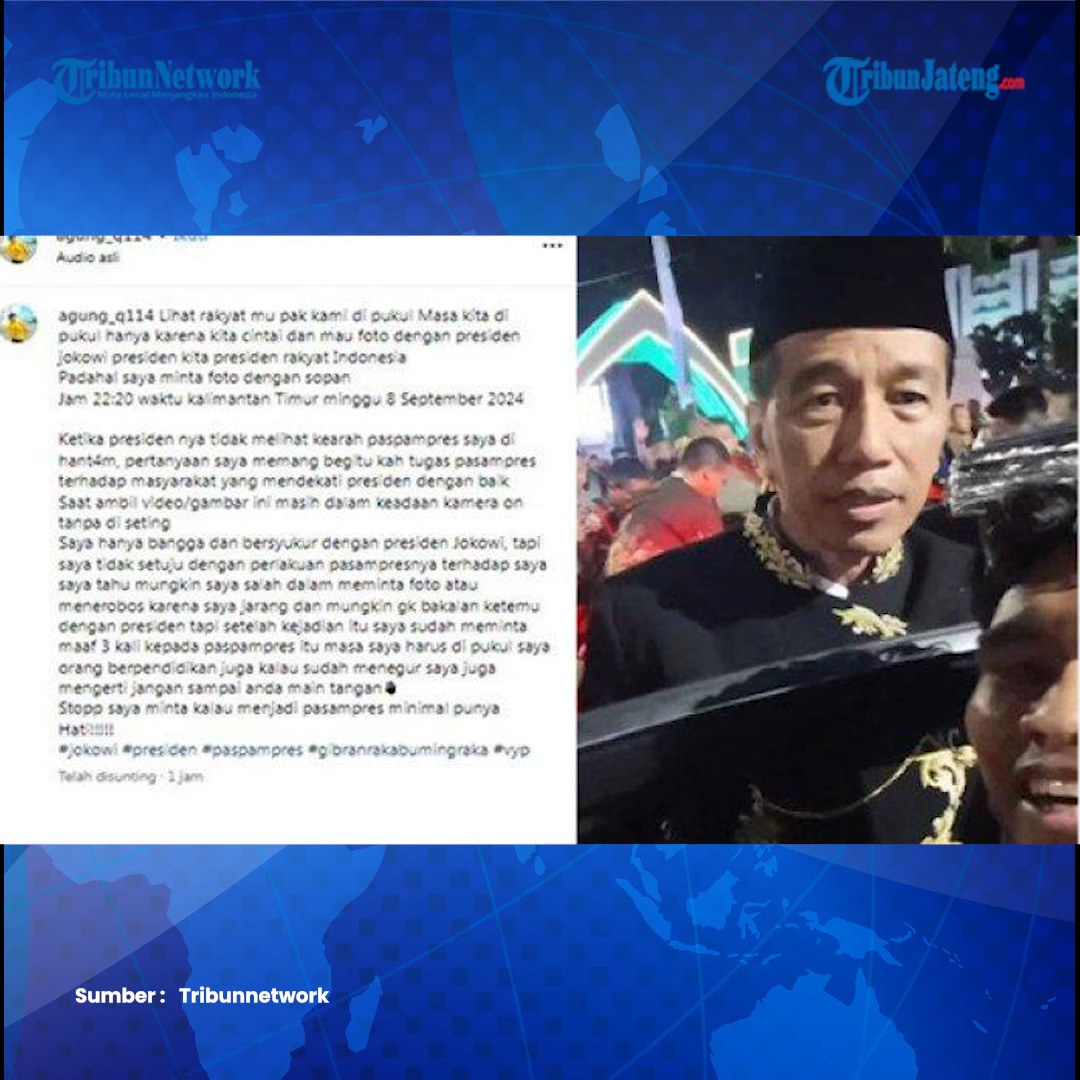 TribunNetwork
Mata Lokal Menjangkau Indonesia
TribunJateng.com
agung_q114 • Ikuti
Audio asli
agung_q114 Lihat rakyat mu pak kami di pukul Masa kita di
pukul hanya karena kita cintai dan mau foto dengan presiden
jokowi presiden kita presiden rakyat Indonesia
Padahal saya minta foto dengan sopan
Jam 22:20 waktu kalimantan Timur minggu 8 September 2024
Ketika presiden nya tidak melihat kearah paspampres saya di
hant4m, pertanyaan saya memang begitu kah tugas pasampres
terhadap masyarakat yang mendekati presiden dengan baik
Saat ambil video/gambar ini masih dalam keadaan kamera on
tanpa di seting
Saya hanya bangga dan bersyukur dengan presiden Jokowi, tapi
saya tidak setuju dengan perlakuan pasampresnya terhadap saya
saya tahu mungkin saya salah dalam meminta foto atau
menerobos karena saya jarang dan mungkin gk bakalan ketemu
dengan presiden tapi setelah kejadian itu saya sudah meminta
maaf 3 kali kepada paspampres itu masa saya harus di pukul saya
orang berpendidikan juga kalau sudah menegur saya juga
mengerti jangan sampai anda main tangan
Stopp saya minta kalau menjadi pasampres minimal punya
Hati!!!!!!
#jokowi #presiden #paspampres #gibranrakabumingraka #vyp
Telah disunting · 1 jam
Sumber : Tribunnetwork